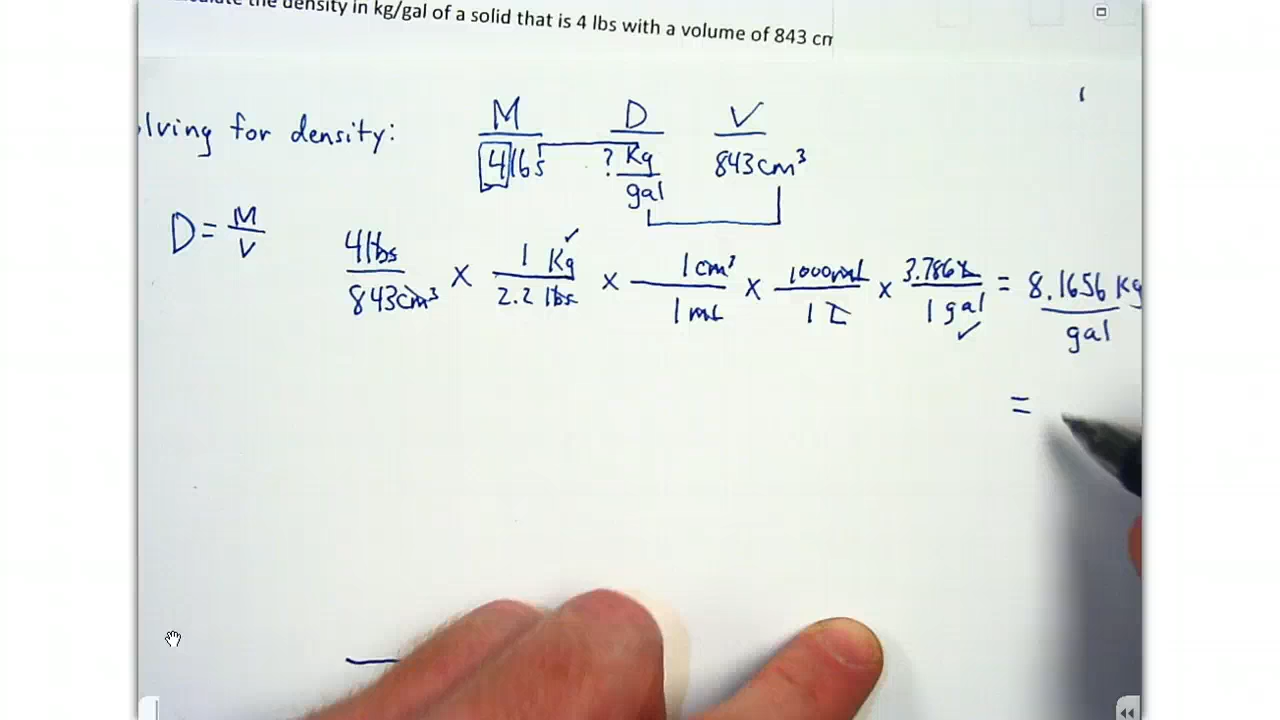 the density in kg/gal of a solid that is 4 lbs with a volume of 843 cm
lving for density:
M D V
4 lbs ? Kg/gal 843cm³
D = M/V
4lbs/843cm³ x 1 Kg/2.2 lbs x 1cm³/1mL x 1000mL/1L x 3.786L/1gal = 8.1656 Kg/gal
=